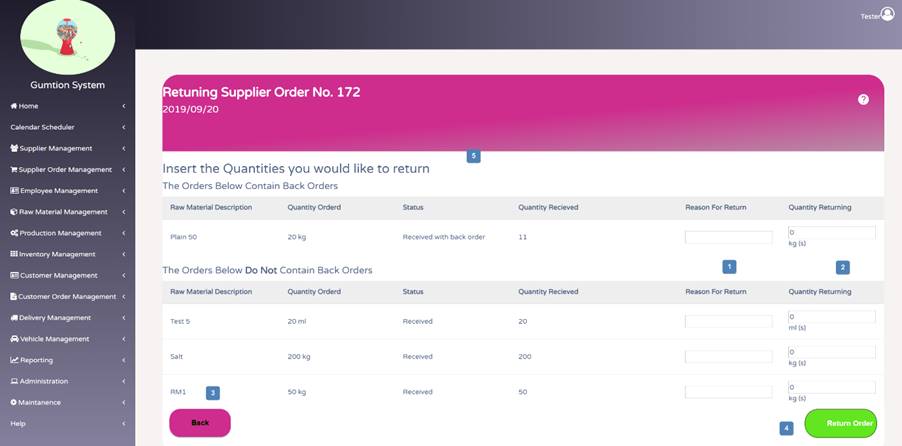 Tester
Gumtion System
Home
Calendar Scheduler
Supplier Management
Supplier Order Management
Employee Management
Raw Material Management
Production Management
Inventory Management
Customer Management
Customer Order Management
Delivery Management
Vehicle Management
Reporting
Administration
Maintanence
Help
Retuning Supplier Order No. 172
2019/09/20
?
5
Insert the Quantities you would like to return
The Orders Below Contain Back Orders
Raw Material Description Quantity Orderd Status Quantity Recieved Reason For Return Quantity Returning
Plain 50 20 kg Received with back order 11 0
kg (s)
1 2
The Orders Below Do Not Contain Back Orders
Raw Material Description Quantity Orderd Status Quantity Recieved Reason For Return Quantity Returning
Test 5 20 ml Received 20 0
ml (s)
Salt 200 kg Received 200 0
kg (s)
RM1 3 50 kg Received 50 0
kg (s)
Back 4 Return Order